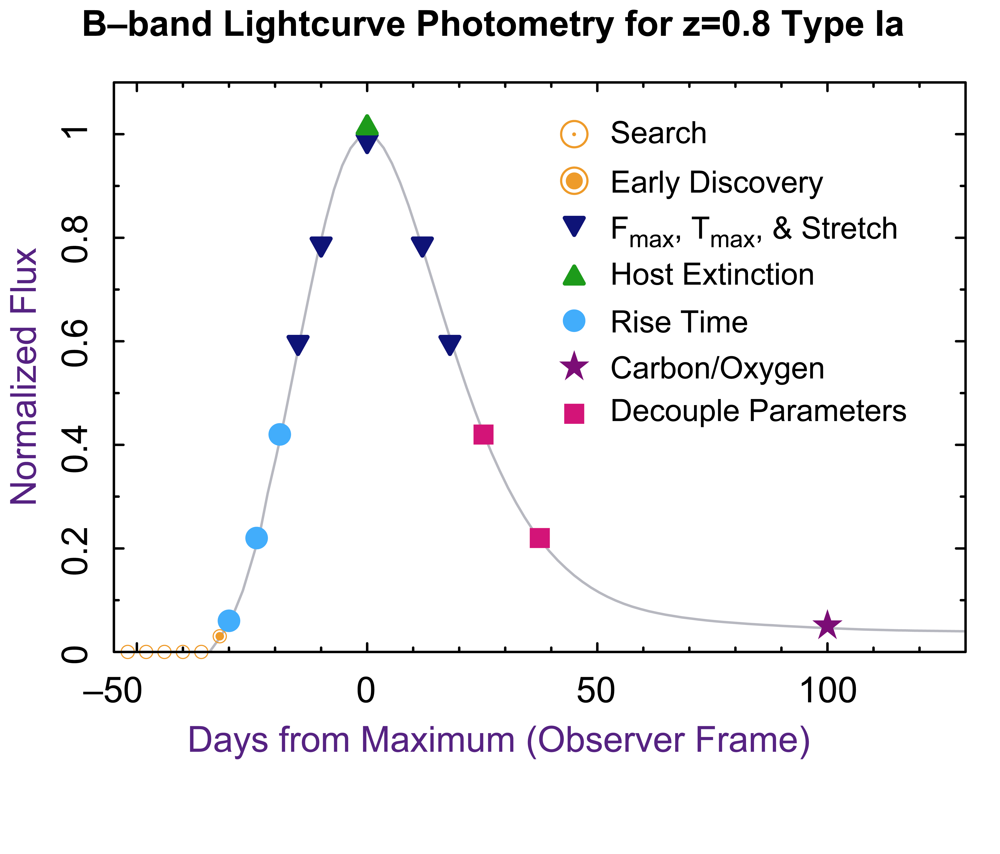 B–band Lightcurve Photometry for z=0.8 Type Ia
Normalized Flux
1
0.8
0.6
0.4
0.2
0
Search
Early Discovery
Fmax, Tmax, & Stretch
Host Extinction
Rise Time
Carbon/Oxygen
Decouple Parameters
–50 0 50 100
Days from Maximum (Observer Frame)